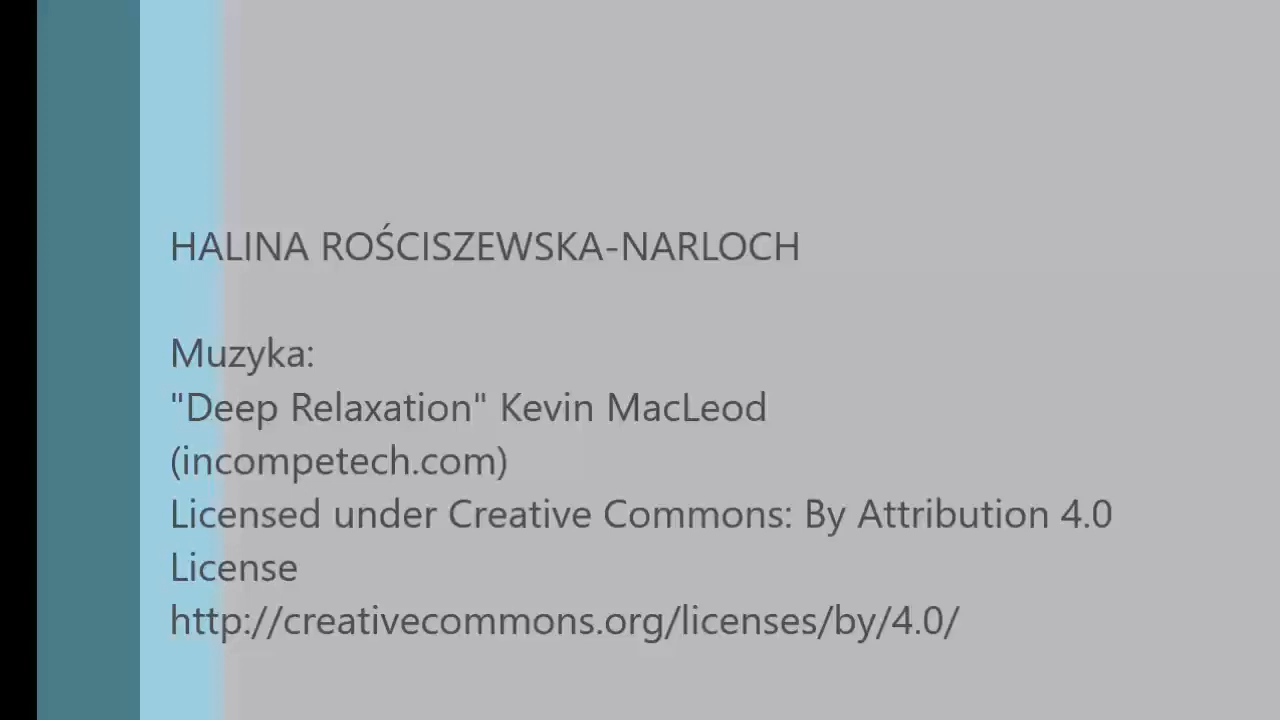 HALINA ROŚCISZEWSKA-NARLOCH
Muzyka:
"Deep Relaxation" Kevin MacLeod
(incompetech.com)
Licensed under Creative Commons: By Attribution 4.0
License
http://creativecommons.org/licenses/by/4.0/